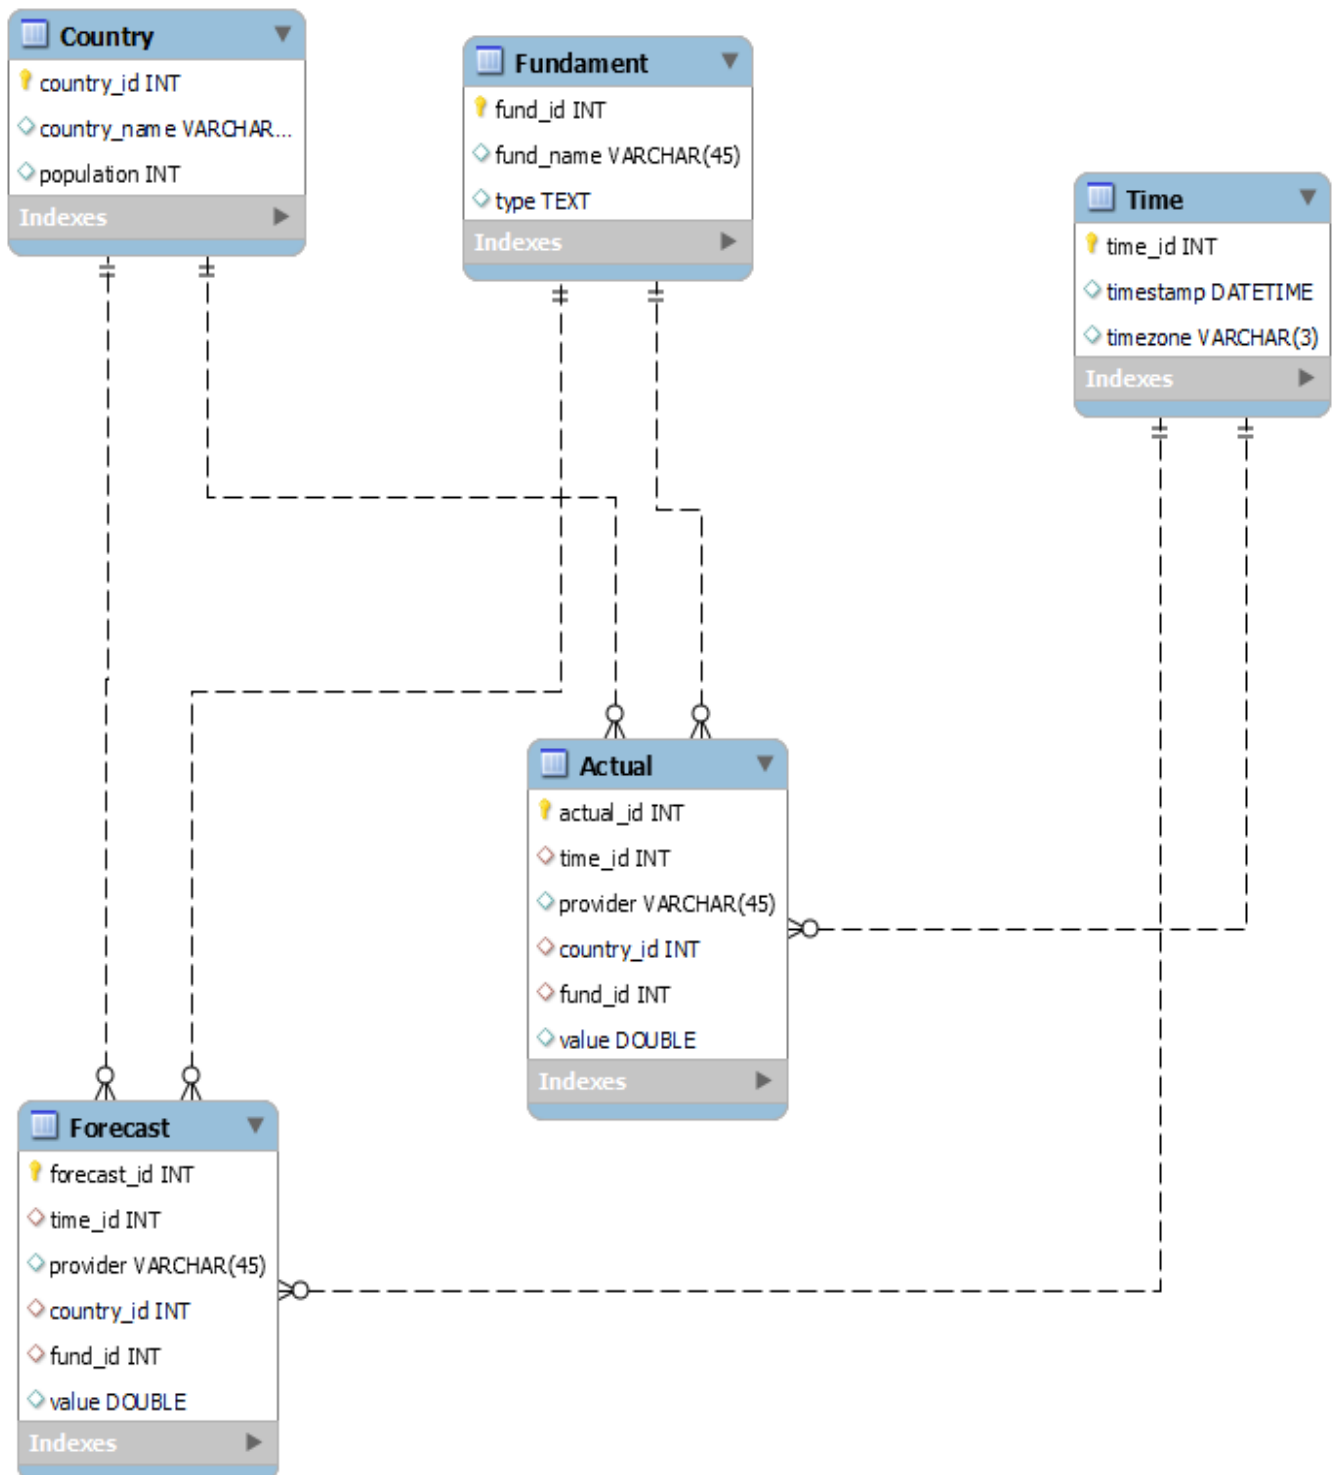 Country
country_id INT
country_name VARCHAR...
population INT
Indexes
Fundament
fund_id INT
fund_name VARCHAR(45)
type TEXT
Indexes
Time
time_id INT
timestamp DATETIME
timezone VARCHAR(3)
Indexes
Actual
actual_id INT
time_id INT
provider VARCHAR(45)
country_id INT
fund_id INT
value DOUBLE
Indexes
Forecast
forecast_id INT
time_id INT
provider VARCHAR(45)
country_id INT
fund_id INT
value DOUBLE
Indexes